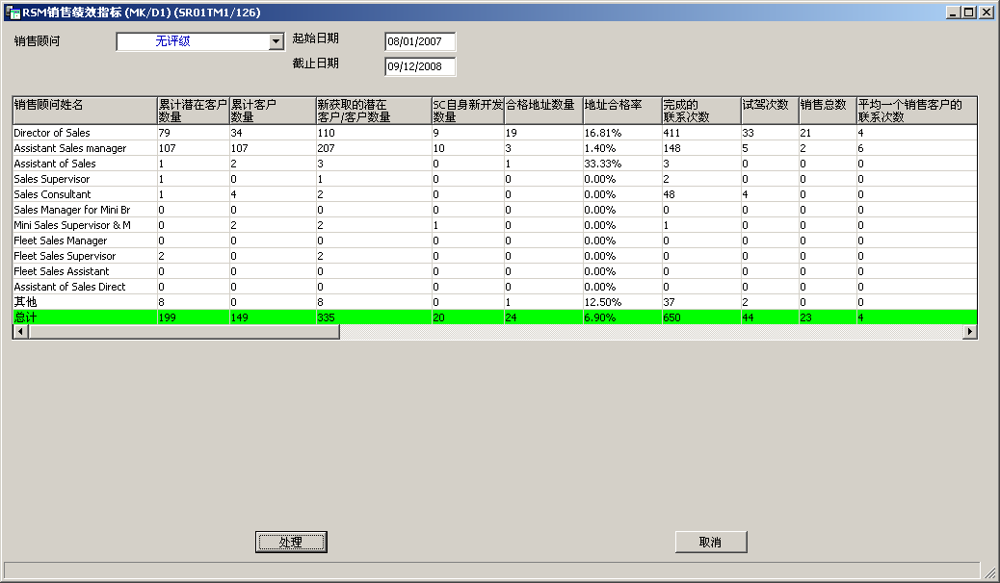 RSM销售绩效指标 (MK/D1) (SR01TM1/126)
销售顾问 无评级 起始日期 08/01/2007
截止日期 09/12/2008
销售顾问姓名 累计潜在客户数量 累计客户数量 新获取的潜在客户/客户数量 SC自身新开发数量 合格地址数量 地址合格率 完成的联系次数 试驾次数 销售总数 平均一个销售客户的联系次数
Director of Sales 79 34 110 9 19 16.81% 411 33 21 4
Assistant Sales manager 107 107 207 10 3 1.40% 148 5 2 6
Assistant of Sales 1 2 3 0 1 33.33% 3 0 0 0
Sales Supervisor 1 0 1 0 0 0.00% 2 0 0 0
Sales Consultant 1 4 2 0 0 0.00% 48 4 0 0
Sales Manager for Mini Br 0 0 0 0 0 0.00% 0 0 0 0
Mini Sales Supervisor & M 0 2 2 1 0 0.00% 1 0 0 0
Fleet Sales Manager 0 0 0 0 0 0.00% 0 0 0 0
Fleet Sales Supervisor 2 0 2 0 0 0.00% 0 0 0 0
Fleet Sales Assistant 0 0 0 0 0 0.00% 0 0 0 0
Assistant of Sales Direct 0 0 0 0 0 0.00% 0 0 0 0
其他 8 0 8 0 1 12.50% 37 2 0 0
总计 199 149 335 20 24 6.90% 650 44 23 4
处理 取消